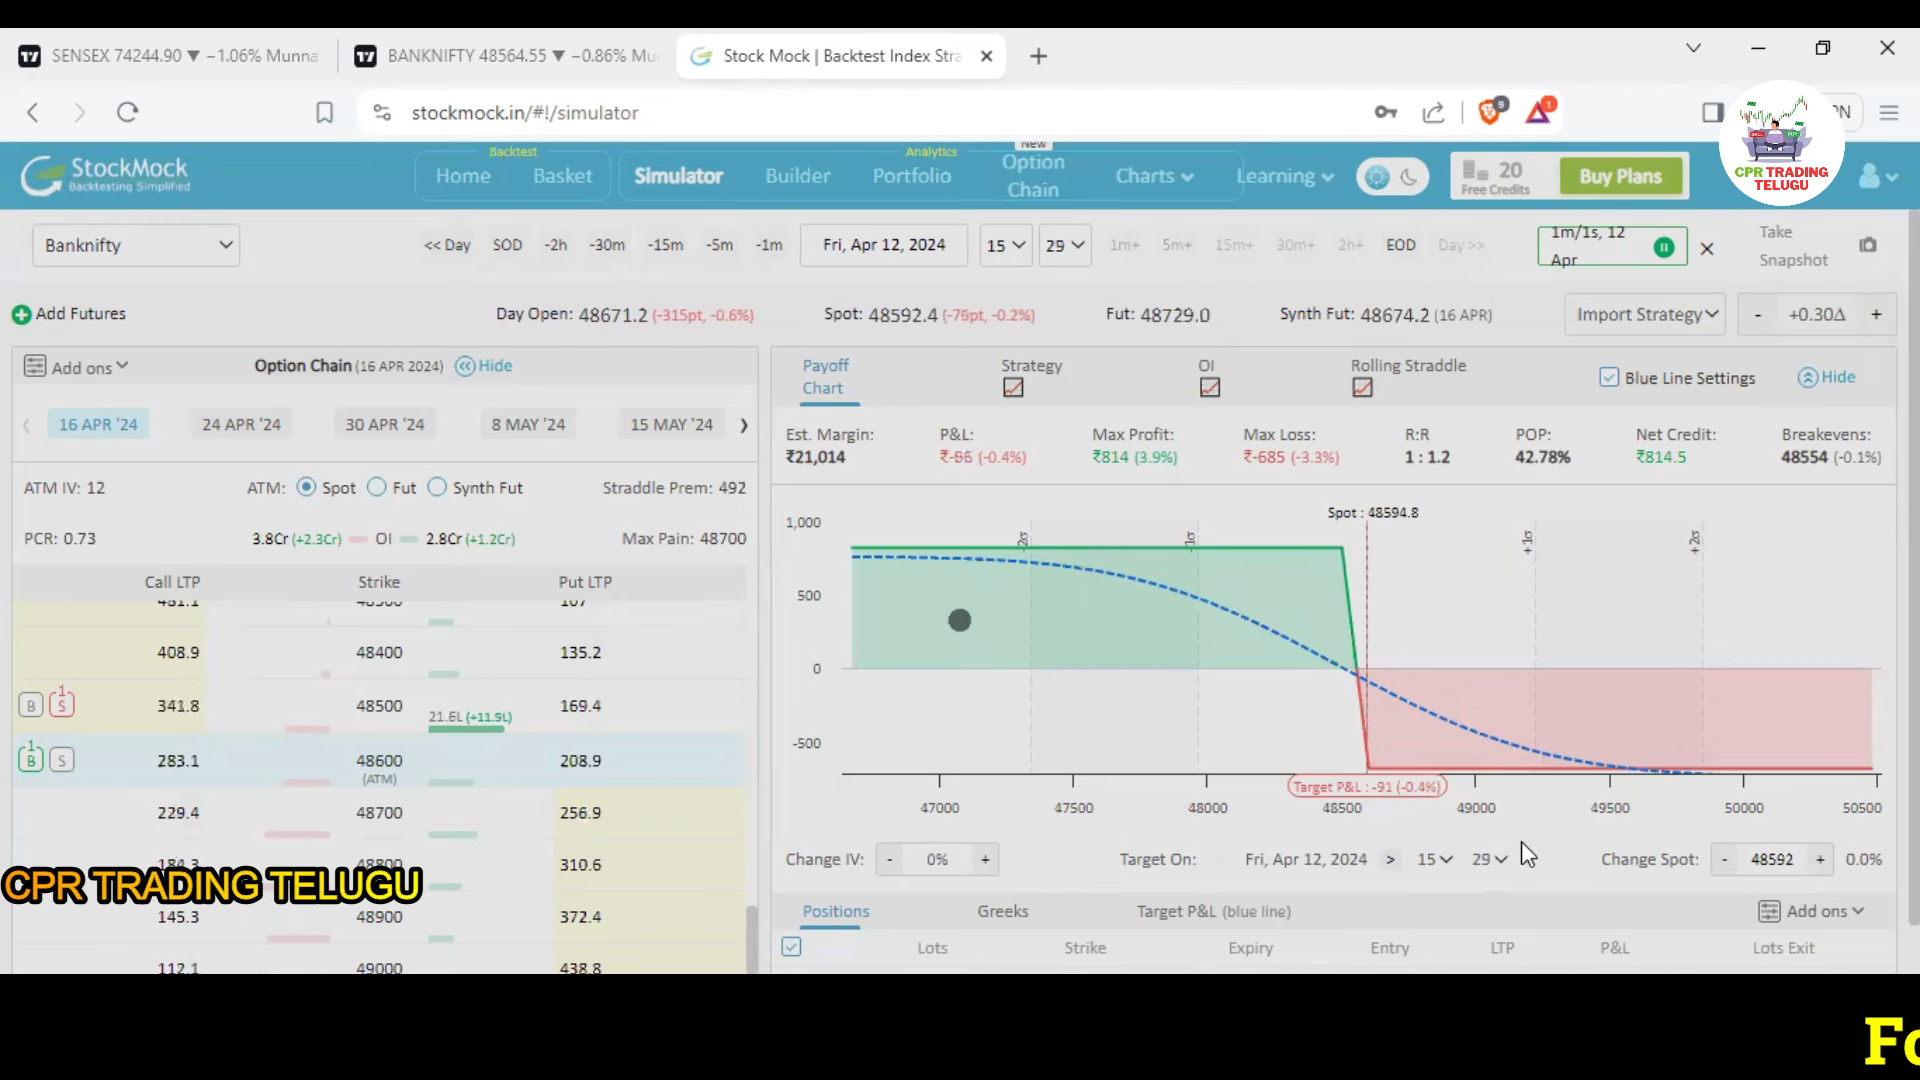 SENSEX 74244.90 ▼ −1.06% Munna
BANKNIFTY 48564.55 ▼ −0.86% Mu
Stock Mock | Backtest Index Stra
stockmock.in/#!/simulator
9
1
StockMock
Backtesting Simplified
Backtest
Home
Basket
Simulator
Builder
Analytics
Portfolio
New
Option Chain
Charts
Learning
20
Free Credits
Buy Plans
CPR TRADING
TELUGU
Banknifty
<< Day SOD -2h -30m -15m -5m -1m Fri, Apr 12, 2024 15 29 1m+ 5m+ 15m+ 30m+ 2h+ EOD Day >>
1m/1s, 12
Apr
Take
Snapshot
Add Futures
Day Open: 48671.2 (-315pt, -0.6%) Spot: 48592.4 (-79pt, -0.2%) Fut: 48729.0 Synth Fut: 48674.2 (16 APR)
Import Strategy
- +0.30Δ +
Add ons
Option Chain (16 APR 2024) Hide
16 APR '24 24 APR '24 30 APR '24 8 MAY '24 15 MAY '24
ATM IV: 12 ATM: Spot Fut Synth Fut Straddle Prem: 492
PCR: 0.73 3.8Cr (+2.3Cr) OI 2.8Cr (+1.2Cr) Max Pain: 48700
Call LTP Strike Put LTP
408.9 48400 135.2
B 1 S 341.8 48500 21.6L (+11.9L) 169.4
1 B S 283.1 48600 208.9
(ATM)
229.4 48700 256.9
310.6
145.3 48900 372.4
112.1 49000 438.8
CPR TRADING TELUGU
Payoff
Chart
Strategy
OI
Rolling Straddle
Blue Line Settings
Hide
Est. Margin: P&L: Max Profit: Max Loss: R:R POP: Net Credit: Breakevens:
₹21,014 ₹-96 (-0.4%) ₹814 (3.9%) ₹-685 (-3.3%) 1 : 1.2 42.78% ₹814.5 48554 (-0.1%)
Spot : 48594.8
1,000
500
0
-500
-2σ
-1σ
+1σ
+2σ
Target P&L : -91 (-0.4%)
47000 47500 48000 48500 49000 49500 50000 50500
Change IV: - 0% + Target On: Fri, Apr 12, 2024 > 15 29 Change Spot: - 48592 + 0.0%
Positions Greeks Target P&L (blue line) Add ons
Lots Strike Expiry Entry LTP P&L Lots Exit